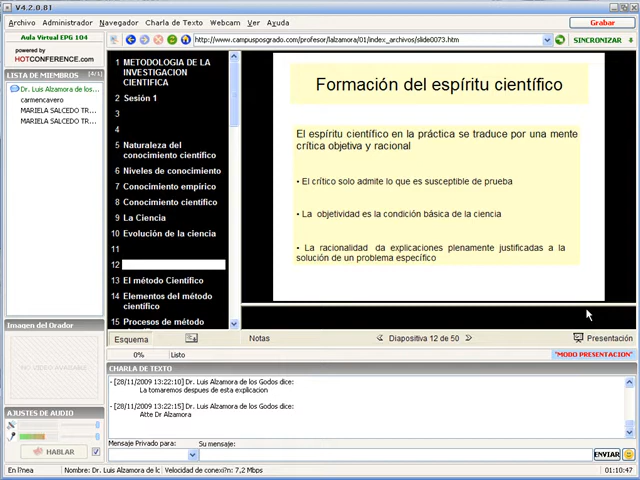 V4.2.0.B1
Archivo Administrador Navegador Charla de Texto Webcam Ver Ayuda
Grabar
Aula Virtual EPG 104
powered by
HOTCONFERENCE.com
http://www.campusposgrado.com/profesor/lalzamora/01/index_archivos/slide0073.htm
SINCRONIZAR
LISTA DE MIEMBROS [4/1]
Dr. Luis Alzamora de los...
carmencavero
MARIELA SALCEDO TR...
MARIELA SALCEDO TR...
1 METODOLOGIA DE LA
INVESTIGACION
CIENTIFICA
2 Sesión 1
3
4
5 Naturaleza del
conocimiento científico
6 Niveles de conocimiento
7 Conocimiento empírico
8 Conocimiento científico
9 La Ciencia
10 Evolución de la ciencia
11
12
13 El método Científico
14 Elementos del método
científico
15 Procesos de método
Formación del espíritu científico
El espíritu científico en la práctica se traduce por una mente
crítica objetiva y racional
• El crítico solo admite lo que es susceptible de prueba
• La objetividad es la condición básica de la ciencia
• La racionalidad da explicaciones plenamente justificadas a la
solución de un problema específico
Imagen del Orador
NO VIDEO AVAILABLE
Esquema
Notas
Diapositiva 12 de 50
Presentación
0%
Listo
"MODO PRESENTACION"
CHARLA DE TEXTO
- [28/11/2009 13:22:10] Dr. Luis Alzamora de los Godos dice:
La tomaremos despues de esta explicacion
- [28/11/2009 13:22:15] Dr. Luis Alzamora de los Godos dice:
Atte Dr Alzamora
AJUSTES DE AUDIO
HABLAR
Mensaje Privado para:
Su mensaje:
ENVIAR
En l?nea
Nombre: Dr. Luis Alzamora de lo
Velocidad de conexi?n: 7,2 Mbps
01:10:47